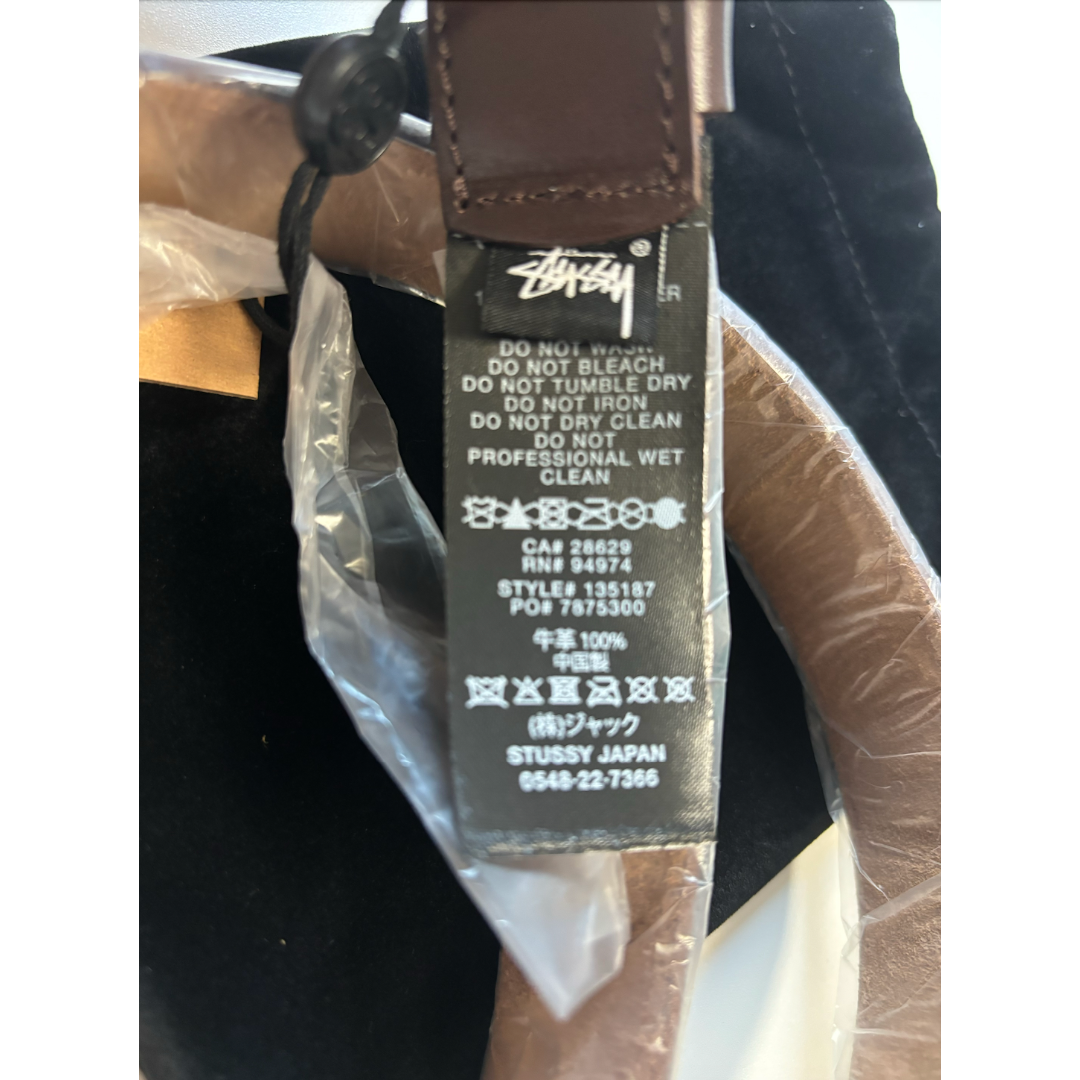 STÜSSY ®
DO NOT WASH
DO NOT BLEACH
DO NOT TUMBLE DRY
DO NOT IRON
DO NOT DRY CLEAN
DO NOT
PROFESSIONAL WET
CLEAN
CA# 28629
RN# 94974
STYLE# 135187
PO# 7875300
牛革 100%
中国製
(株)ジャック
STUSSY JAPAN
0548-22-7366